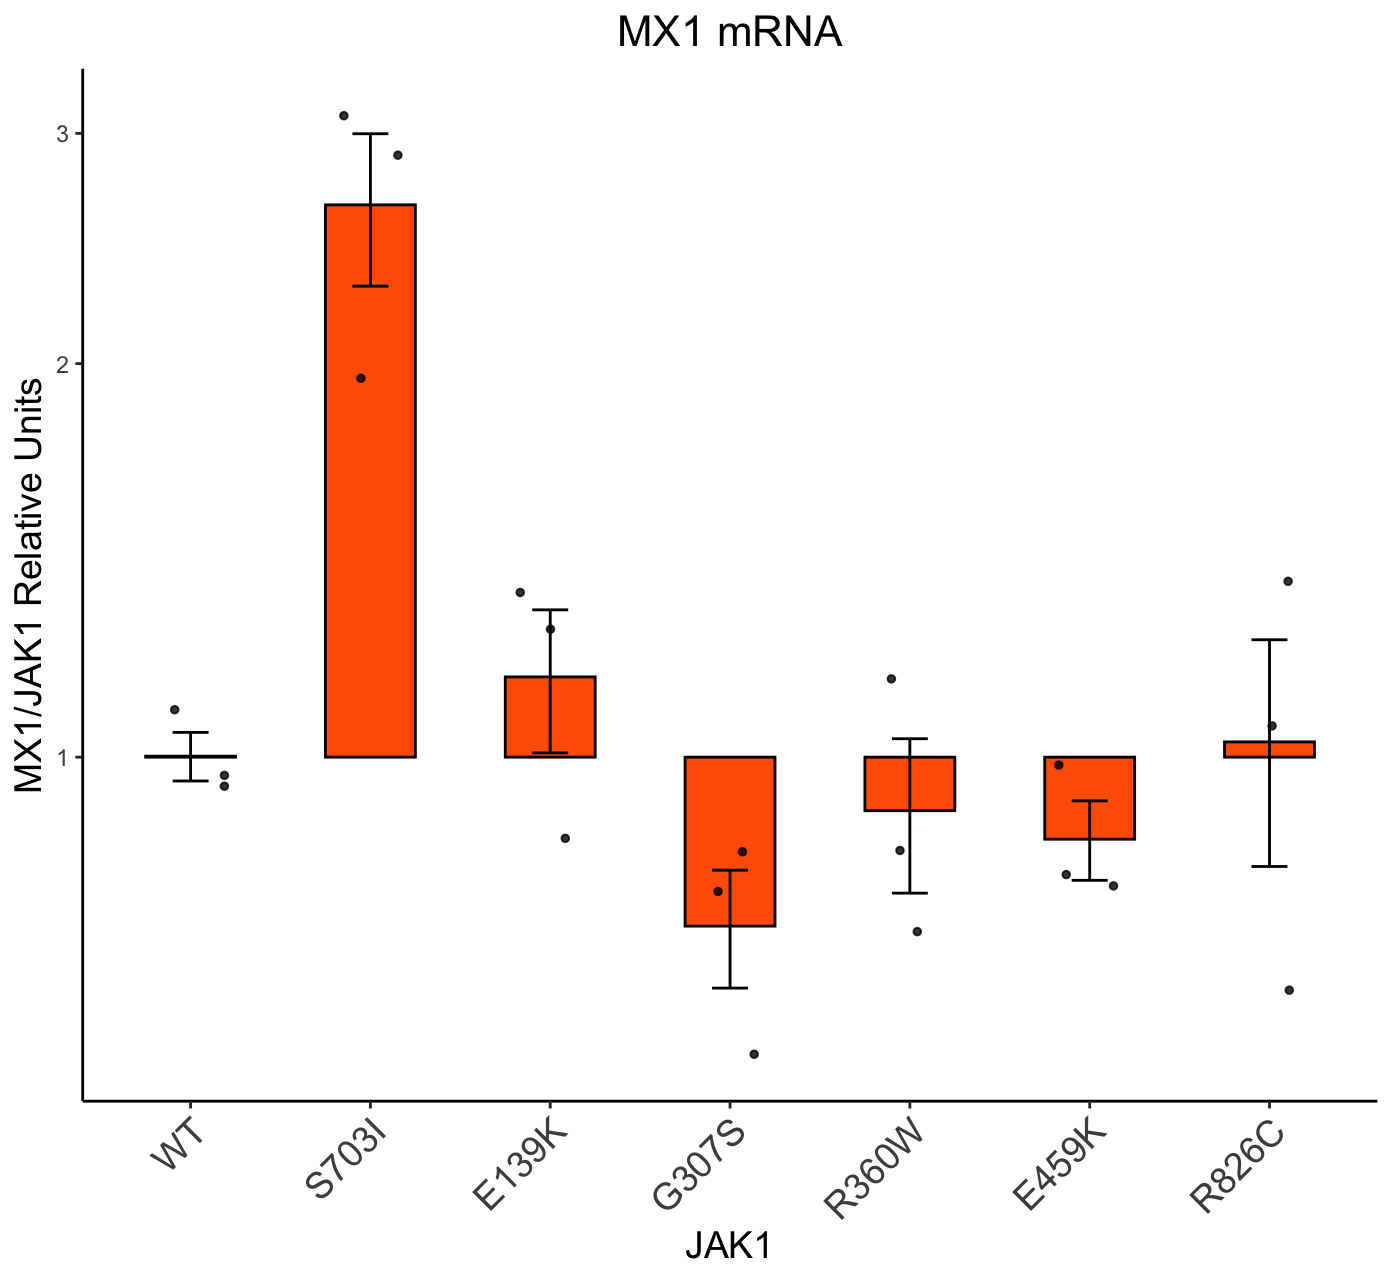 MX1 mRNA
MX1/JAK1 Relative Units
3
2
1
WT
S703I
E139K
G307S
R360W
E459K
R826C
JAK1